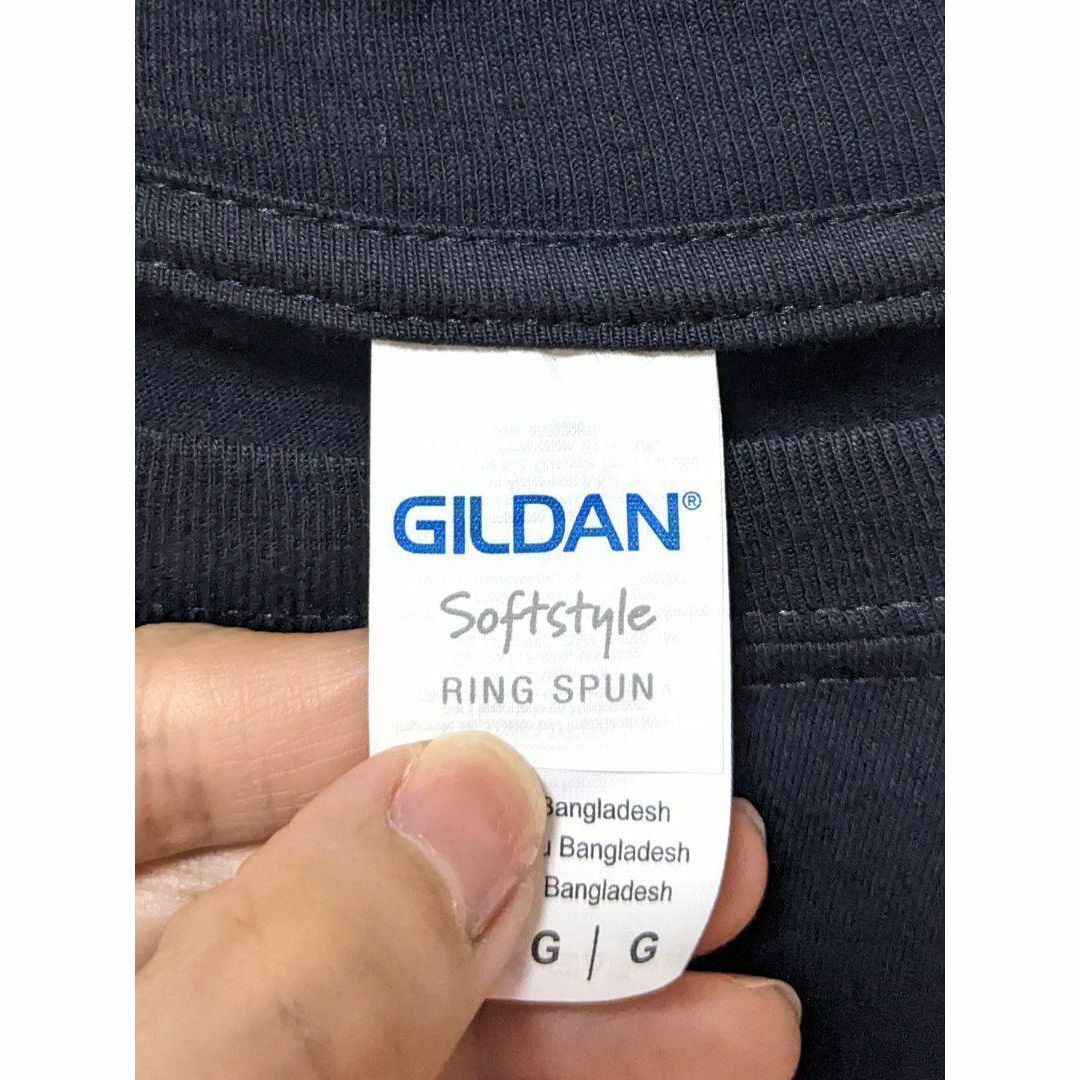 GILDAN®
Softstyle
RING SPUN
Bangladesh
u Bangladesh
Bangladesh
G | G